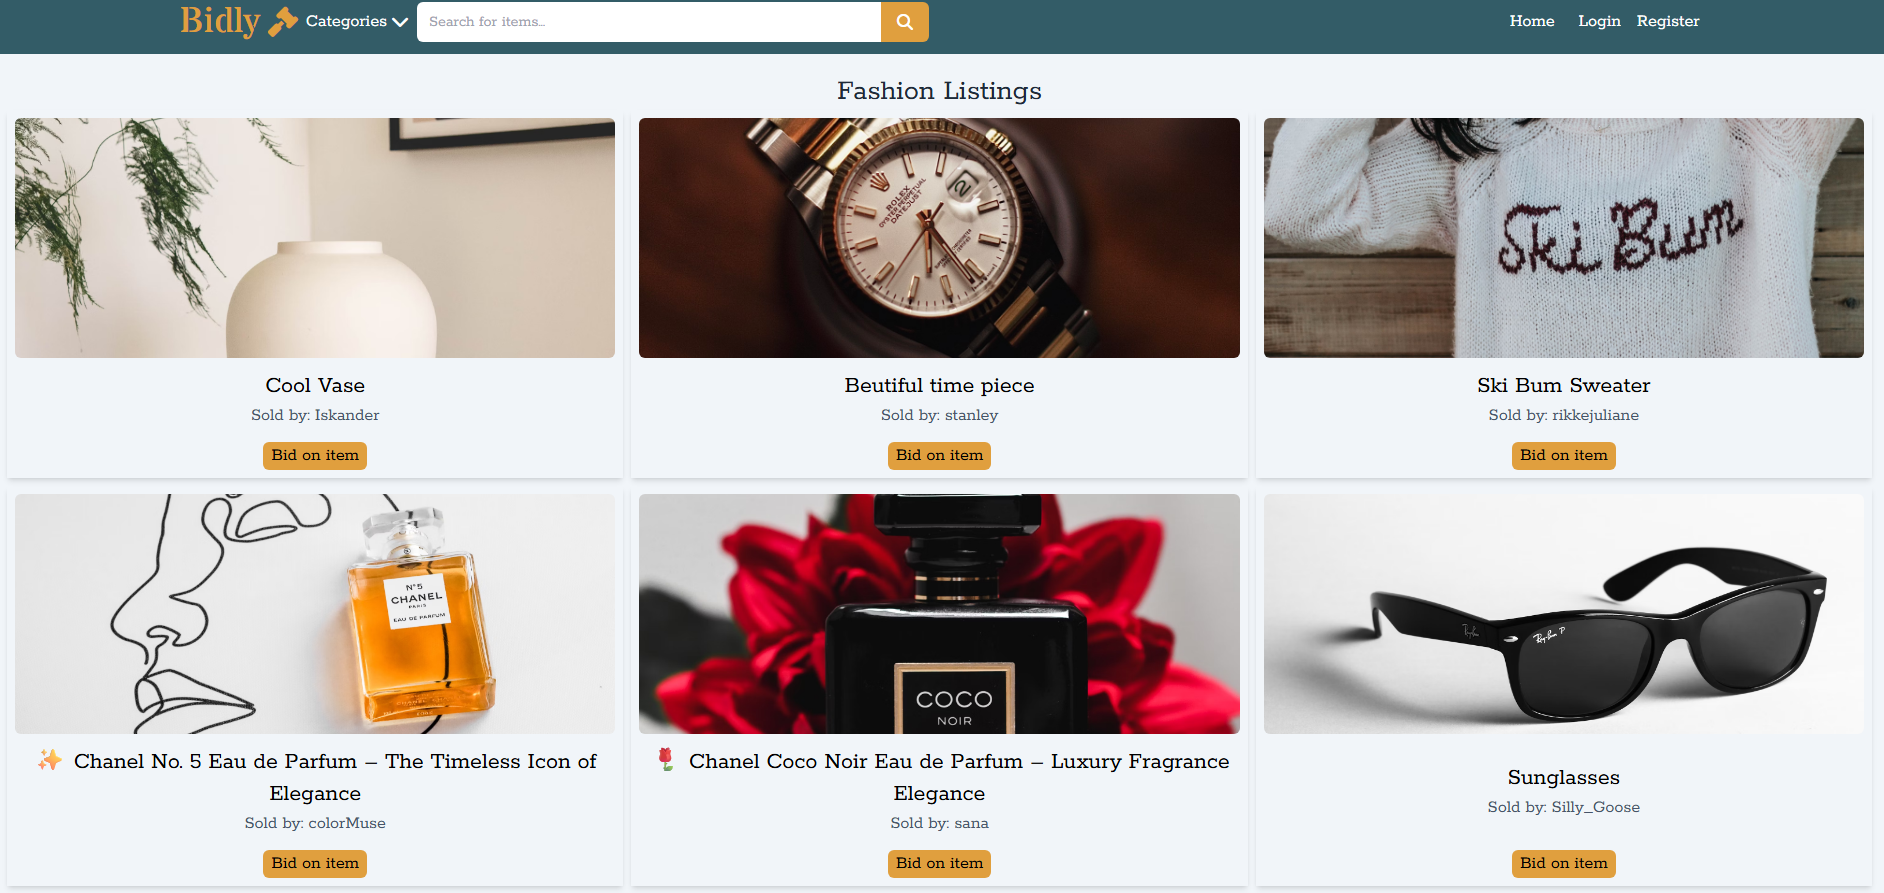 Bidly
Categories
Search for items...
Home
Login
Register
Fashion Listings
ROLEX
OYSTER PERPETUAL
DATEJUST
2
Ski Bum
Cool Vase
Sold by: Iskander
Bid on item
Beutiful time piece
Sold by: stanley
Bid on item
Ski Bum Sweater
Sold by: rikkejuliane
Bid on item
N°5
CHANEL
PARIS
EAU DE PARFUM
COCO
NOIR
Ray-Ban P
Ray-Ban
✨ Chanel No. 5 Eau de Parfum – The Timeless Icon of
Elegance
Sold by: colorMuse
Bid on item
🌹 Chanel Coco Noir Eau de Parfum – Luxury Fragrance
Elegance
Sold by: sana
Bid on item
Sunglasses
Sold by: Silly_Goose
Bid on item